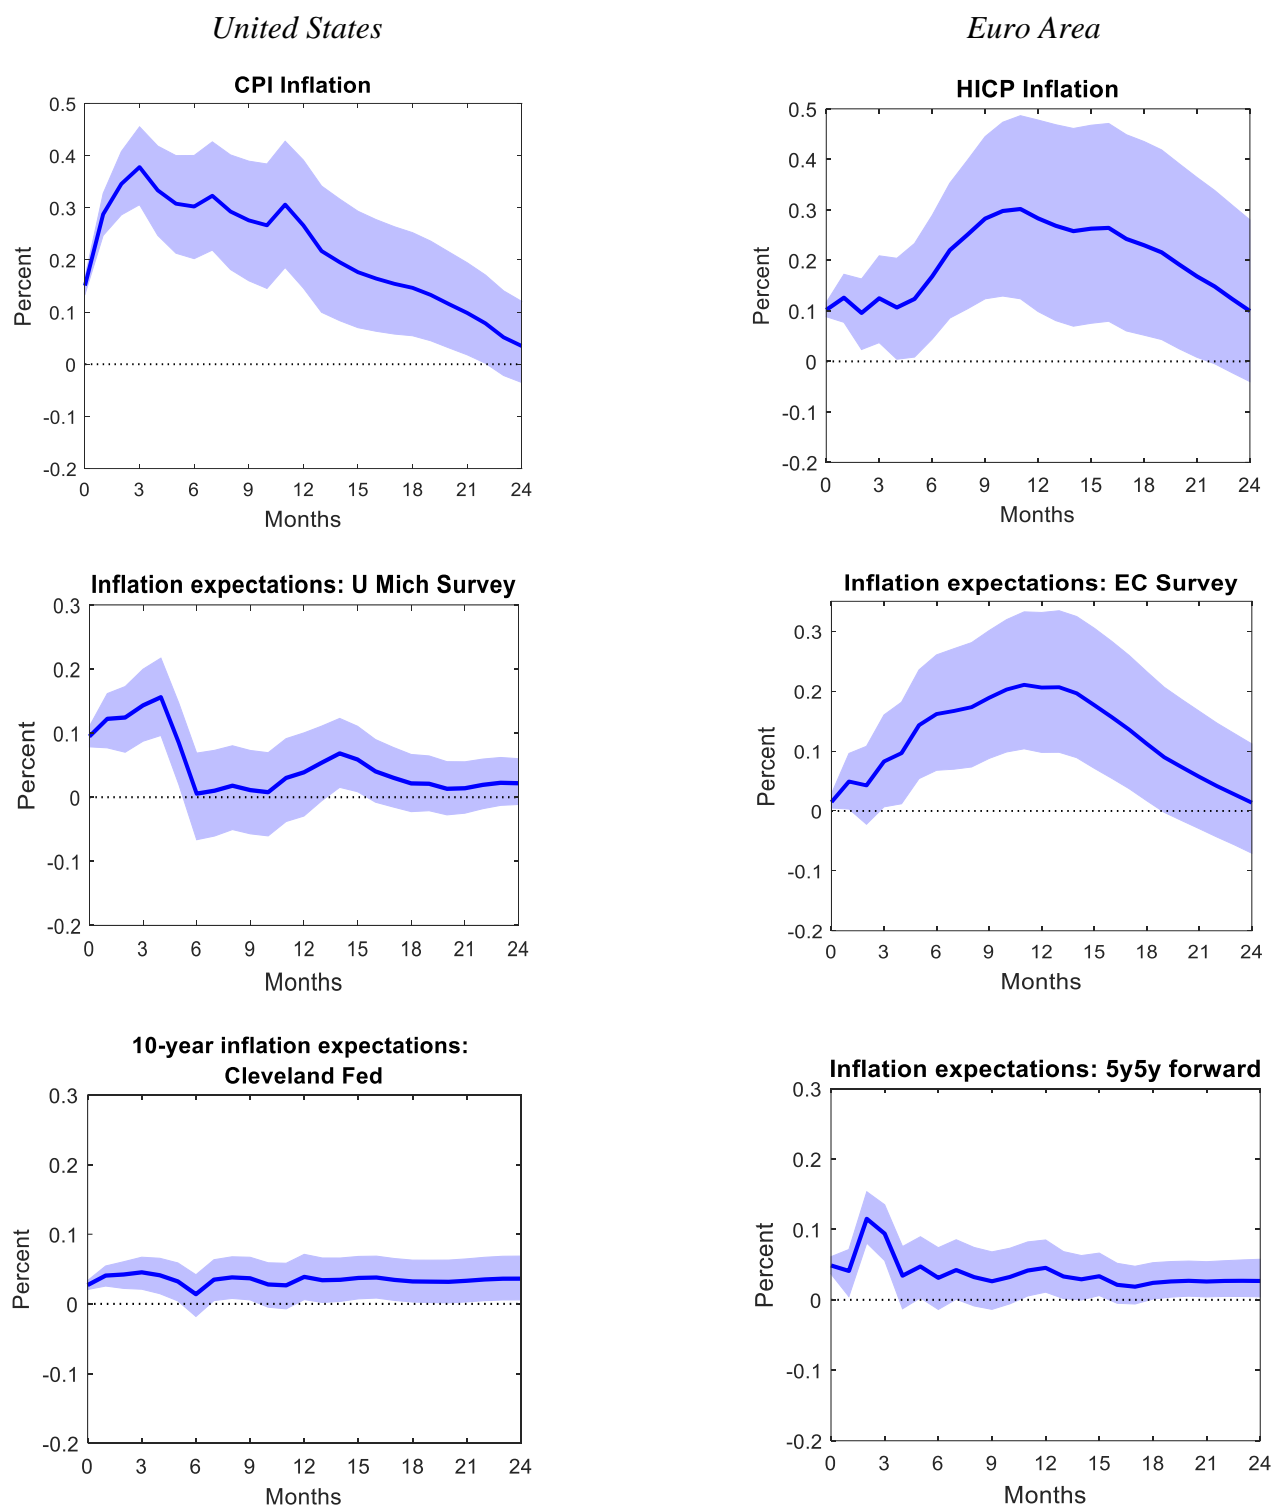 United States
Euro Area
CPI Inflation
HICP Inflation
0.5
0.4
0.3
0.2
0.1
0
-0.1
-0.2
Percent
0 3 6 9 12 15 18 21 24
Months
0.5
0.4
0.3
0.2
0.1
0
-0.1
-0.2
Percent
0 3 6 9 12 15 18 21 24
Months
Inflation expectations: U Mich Survey
0.3
0.2
0.1
0
-0.1
-0.2
Percent
0 3 6 9 12 15 18 21 24
Months
Inflation expectations: EC Survey
0.3
0.2
0.1
0
-0.1
-0.2
Percent
0 3 6 9 12 15 18 21 24
Months
10-year inflation expectations:
Cleveland Fed
0.3
0.2
0.1
0
-0.1
-0.2
Percent
0 3 6 9 12 15 18 21 24
Months
Inflation expectations: 5y5y forward
0.3
0.2
0.1
0
-0.1
-0.2
Percent
0 3 6 9 12 15 18 21 24
Months